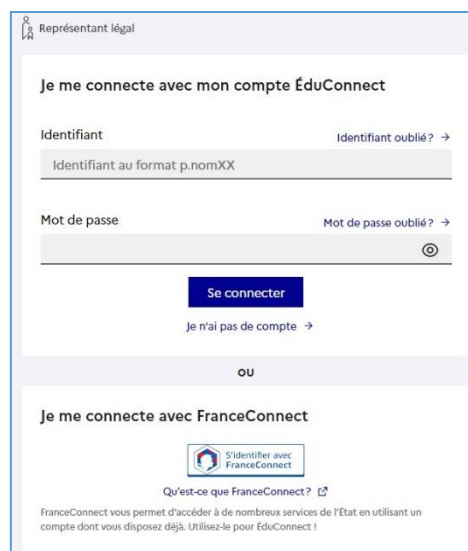 Représentant légal
Je me connecte avec mon compte ÉduConnect
Identifiant
Identifiant oublié? →
Identifiant au format p.nomXX
Mot de passe
Mot de passe oublié? →
Se connecter
Je n'ai pas de compte →
OU
Je me connecte avec FranceConnect
S'identifier avec
FranceConnect
Qu'est-ce que FranceConnect?
FranceConnect vous permet d'accéder à de nombreux services de l'État en utilisant un
compte dont vous disposez déjà. Utilisez-le pour ÉduConnect !